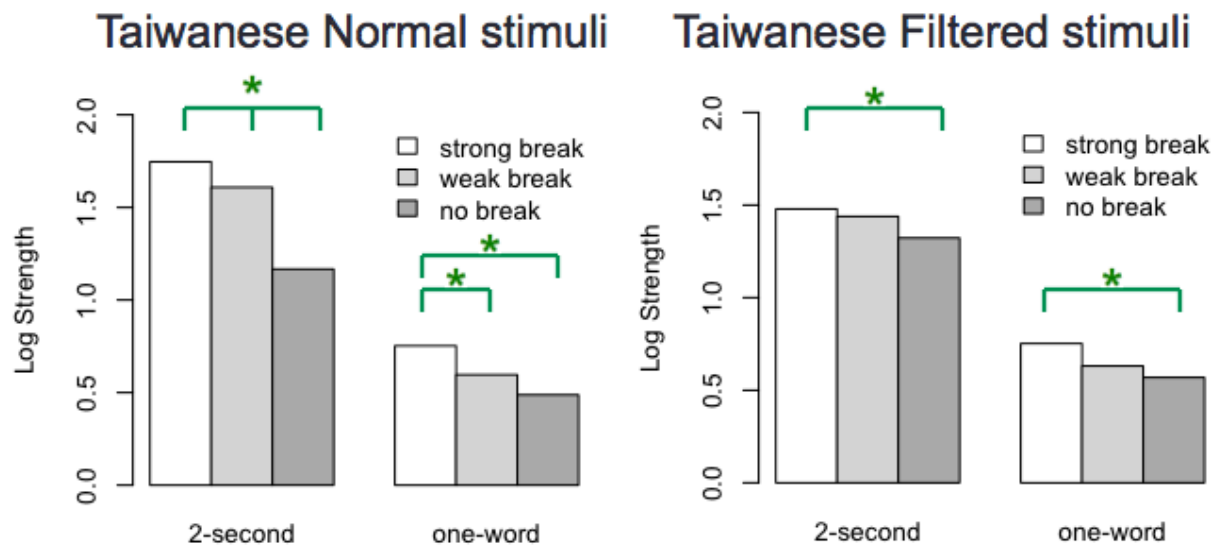 Taiwanese Normal stimuli
*
strong break
weak break
no break
*
*
Log Strength
2.0
1.5
1.0
0.5
0.0
2-second
one-word
Taiwanese Filtered stimuli
*
strong break
weak break
no break
*
Log Strength
2.0
1.5
1.0
0.5
0.0
2-second
one-word